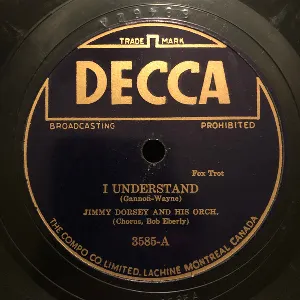 TRADE MARK
DECCA
BROADCASTING PROHIBITED
Fox Trot
I UNDERSTAND
(Gannon-Wayne)
JIMMY DORSEY AND HIS ORCH.
(Chorus, Bob Eberly)
3585-A
THE COMPO CO. LIMITED. LACHINE MONTREAL CANADA